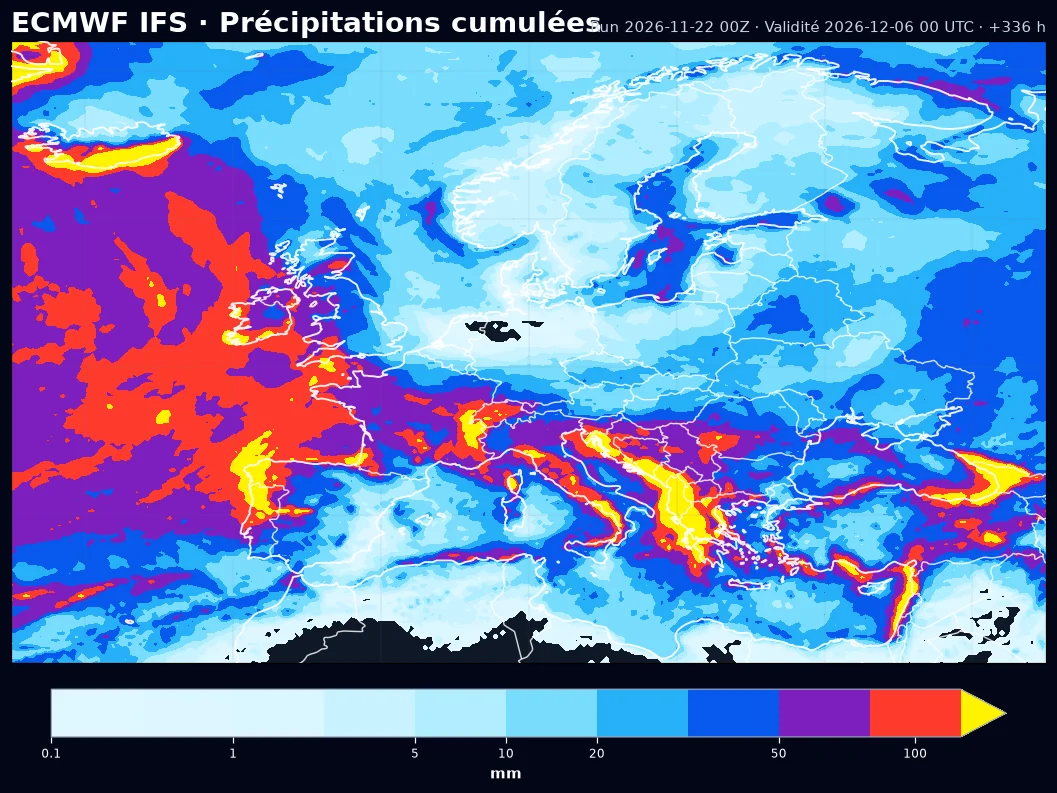 ECMWF IFS · Précipitations cumulées
Run 2026-11-22 00Z · Validité 2026-12-06 00 UTC · +336 h
0.1 1 5 10 20 50 100
mm